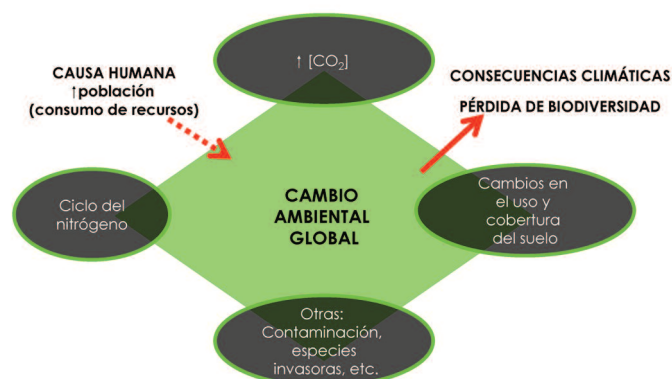 ↑ [CO₂]
CAUSA HUMANA
↑población
(consumo de recursos)
CONSECUENCIAS CLIMÁTICAS
PÉRDIDA DE BIODIVERSIDAD
Ciclo del
nitrógeno
CAMBIO
AMBIENTAL
GLOBAL
Cambios en
el uso y
cobertura
del suelo
Otras:
Contaminación,
especies
invasoras, etc.